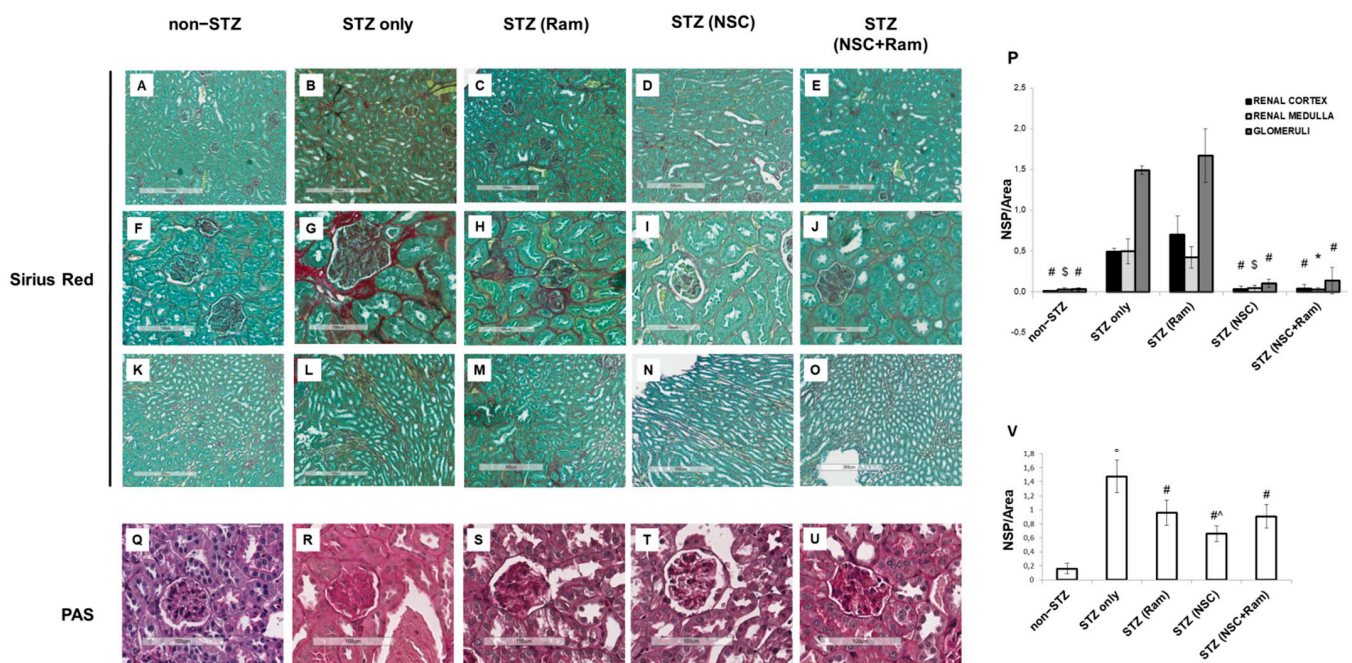 non–STZ STZ only STZ (Ram) STZ (NSC) STZ
(NSC+Ram)
Sirius Red
A B C D E
F G H I J
K L M N O
PAS
Q R S T U
100µm 100µm 100µm 100µm
P
NSP/Area
2,5
2,0
1,5
1,0
0,5
0,0
-0,5
RENAL CORTEX
RENAL MEDULLA
GLOMERULI
# $ # # $ # # * #
non–STZ STZ only STZ (Ram) STZ (NSC) STZ (NSC+Ram)
V
NSP/Area
1,8
1,6
1,4
1,2
1
0,8
0,6
0,4
0,2
0
° # #^ #
non–STZ STZ only STZ (Ram) STZ (NSC) STZ (NSC+Ram)